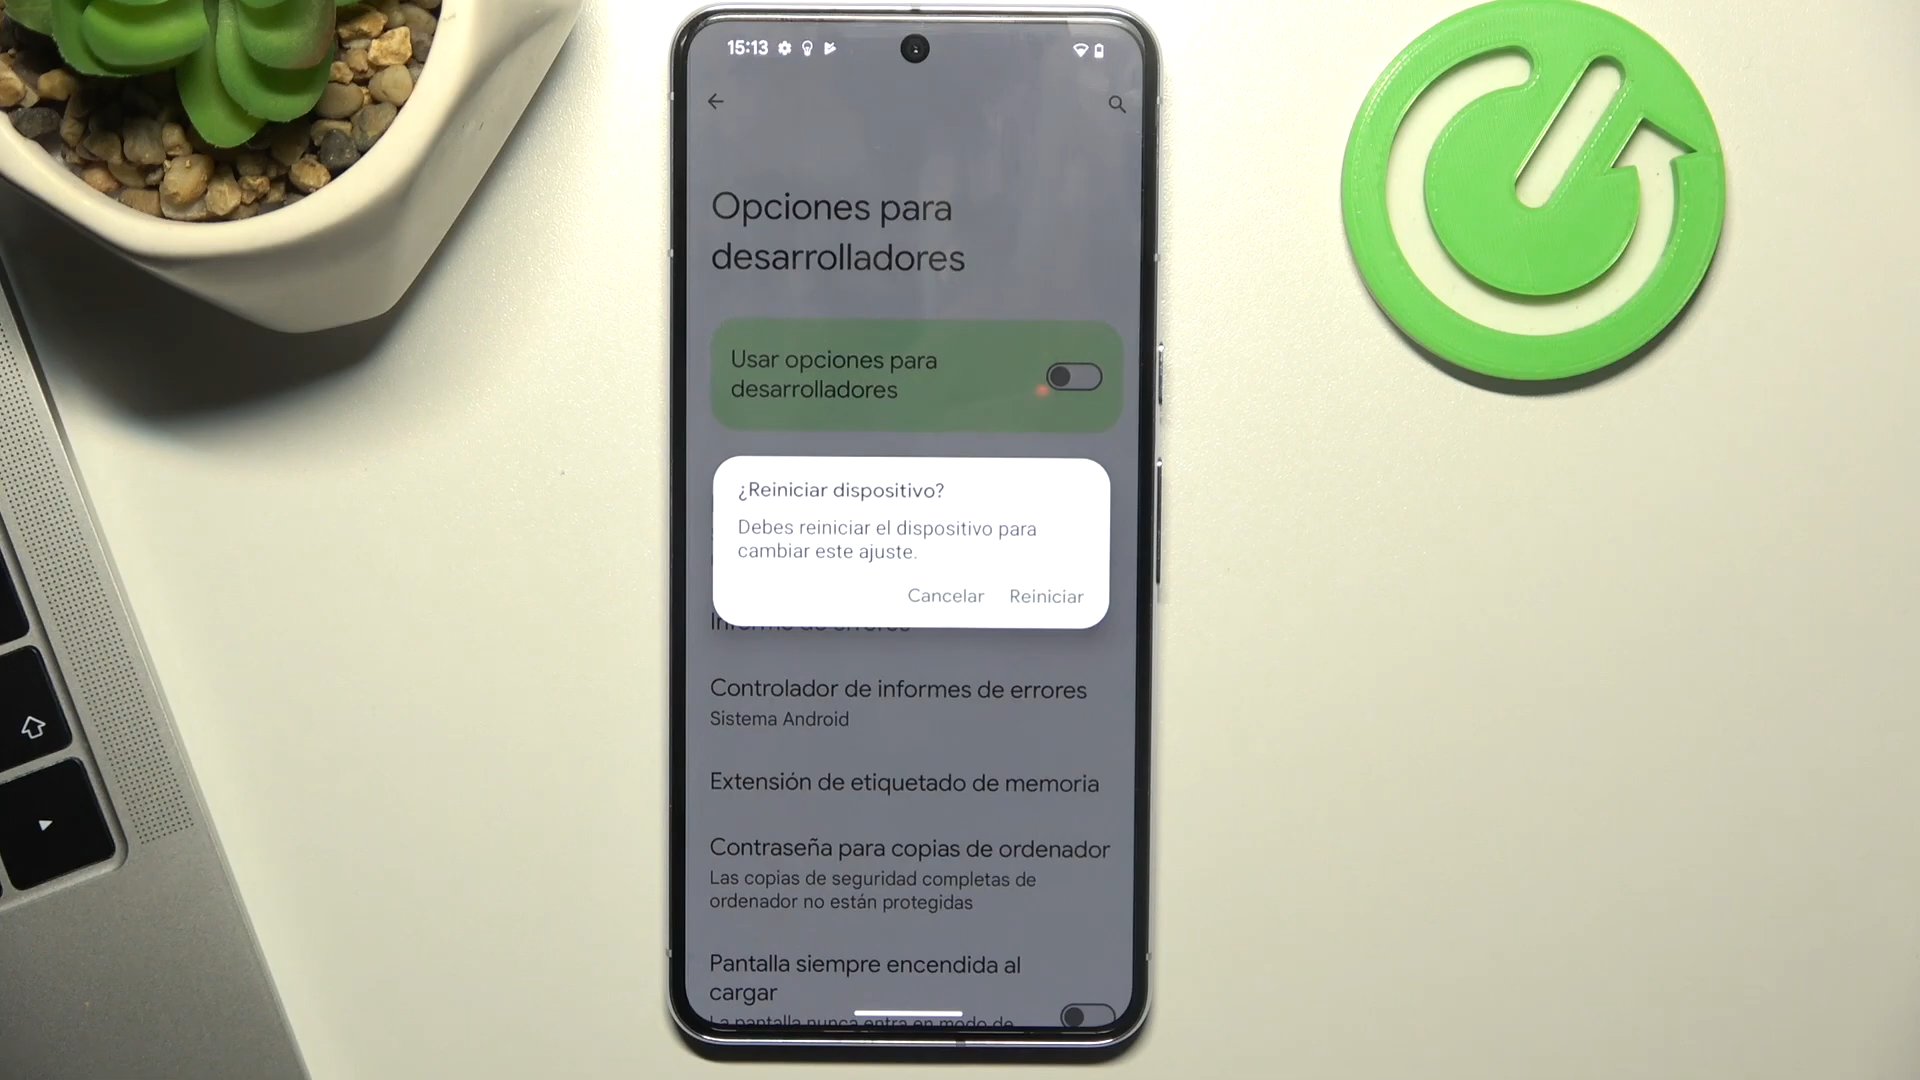 15:13
Opciones para
desarrolladores
Usar opciones para
desarrolladores
¿Reiniciar dispositivo?
Debes reiniciar el dispositivo para
cambiar este ajuste.
Cancelar Reiniciar
Informe de errores
Controlador de informes de errores
Sistema Android
Extensión de etiquetado de memoria
Contraseña para copias de ordenador
Las copias de seguridad completas de
ordenador no están protegidas
Pantalla siempre encendida al
cargar
La pantalla nunca entra en modo de